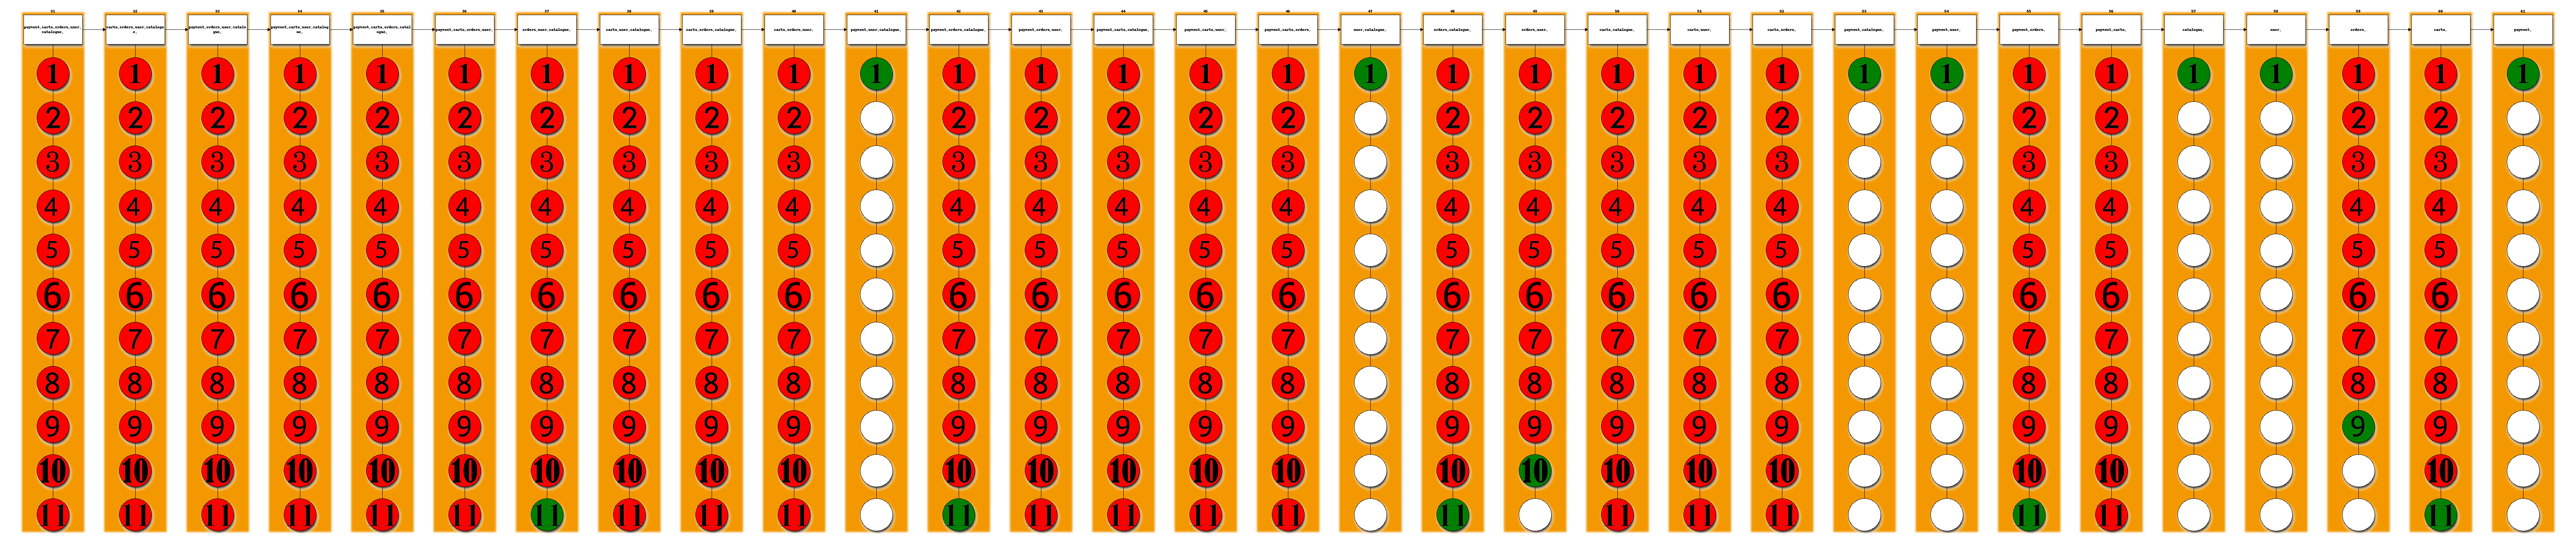 31 32 33 34 35 36 37 38 39 40 41 42 43 44 45 46 47 48 49 50 51 52 53 54 55 56 57 58 59 60 61
payment_carts_orders_user_
catalogue_
carts_orders_user_catalogu
e_
payment_orders_user_catalo
gue_
payment_carts_user_catalog
ue_
payment_carts_orders_catal
ogue_
payment_carts_orders_user_
orders_user_catalogue_
carts_user_catalogue_
carts_orders_catalogue_
carts_orders_user_
payment_user_catalogue_
payment_orders_catalogue_
payment_orders_user_
payment_carts_catalogue_
payment_carts_user_
payment_carts_orders_
user_catalogue_
orders_catalogue_
orders_user_
carts_catalogue_
carts_user_
carts_orders_
payment_catalogue_
payment_user_
payment_orders_
payment_carts_
catalogue_
user_
orders_
carts_
payment_
1 1 1 1 1 1 1 1 1 1 1 1 1 1 1 1 1 1 1 1 1 1 1 1 1 1 1 1 1 1 1
2 2 2 2 2 2 2 2 2 2 2 2 2 2 2 2 2 2 2 2 2 2 2 2
3 3 3 3 3 3 3 3 3 3 3 3 3 3 3 3 3 3 3 3 3 3 3 3
4 4 4 4 4 4 4 4 4 4 4 4 4 4 4 4 4 4 4 4 4 4 4 4
5 5 5 5 5 5 5 5 5 5 5 5 5 5 5 5 5 5 5 5 5 5 5 5
6 6 6 6 6 6 6 6 6 6 6 6 6 6 6 6 6 6 6 6 6 6 6 6
7 7 7 7 7 7 7 7 7 7 7 7 7 7 7 7 7 7 7 7 7 7 7 7
8 8 8 8 8 8 8 8 8 8 8 8 8 8 8 8 8 8 8 8 8 8 8 8
9 9 9 9 9 9 9 9 9 9 9 9 9 9 9 9 9 9 9 9 9 9 9 9
10 10 10 10 10 10 10 10 10 10 10 10 10 10 10 10 10 10 10 10 10 10 10
11 11 11 11 11 11 11 11 11 11 11 11 11 11 11 11 11 11 11 11 11 11